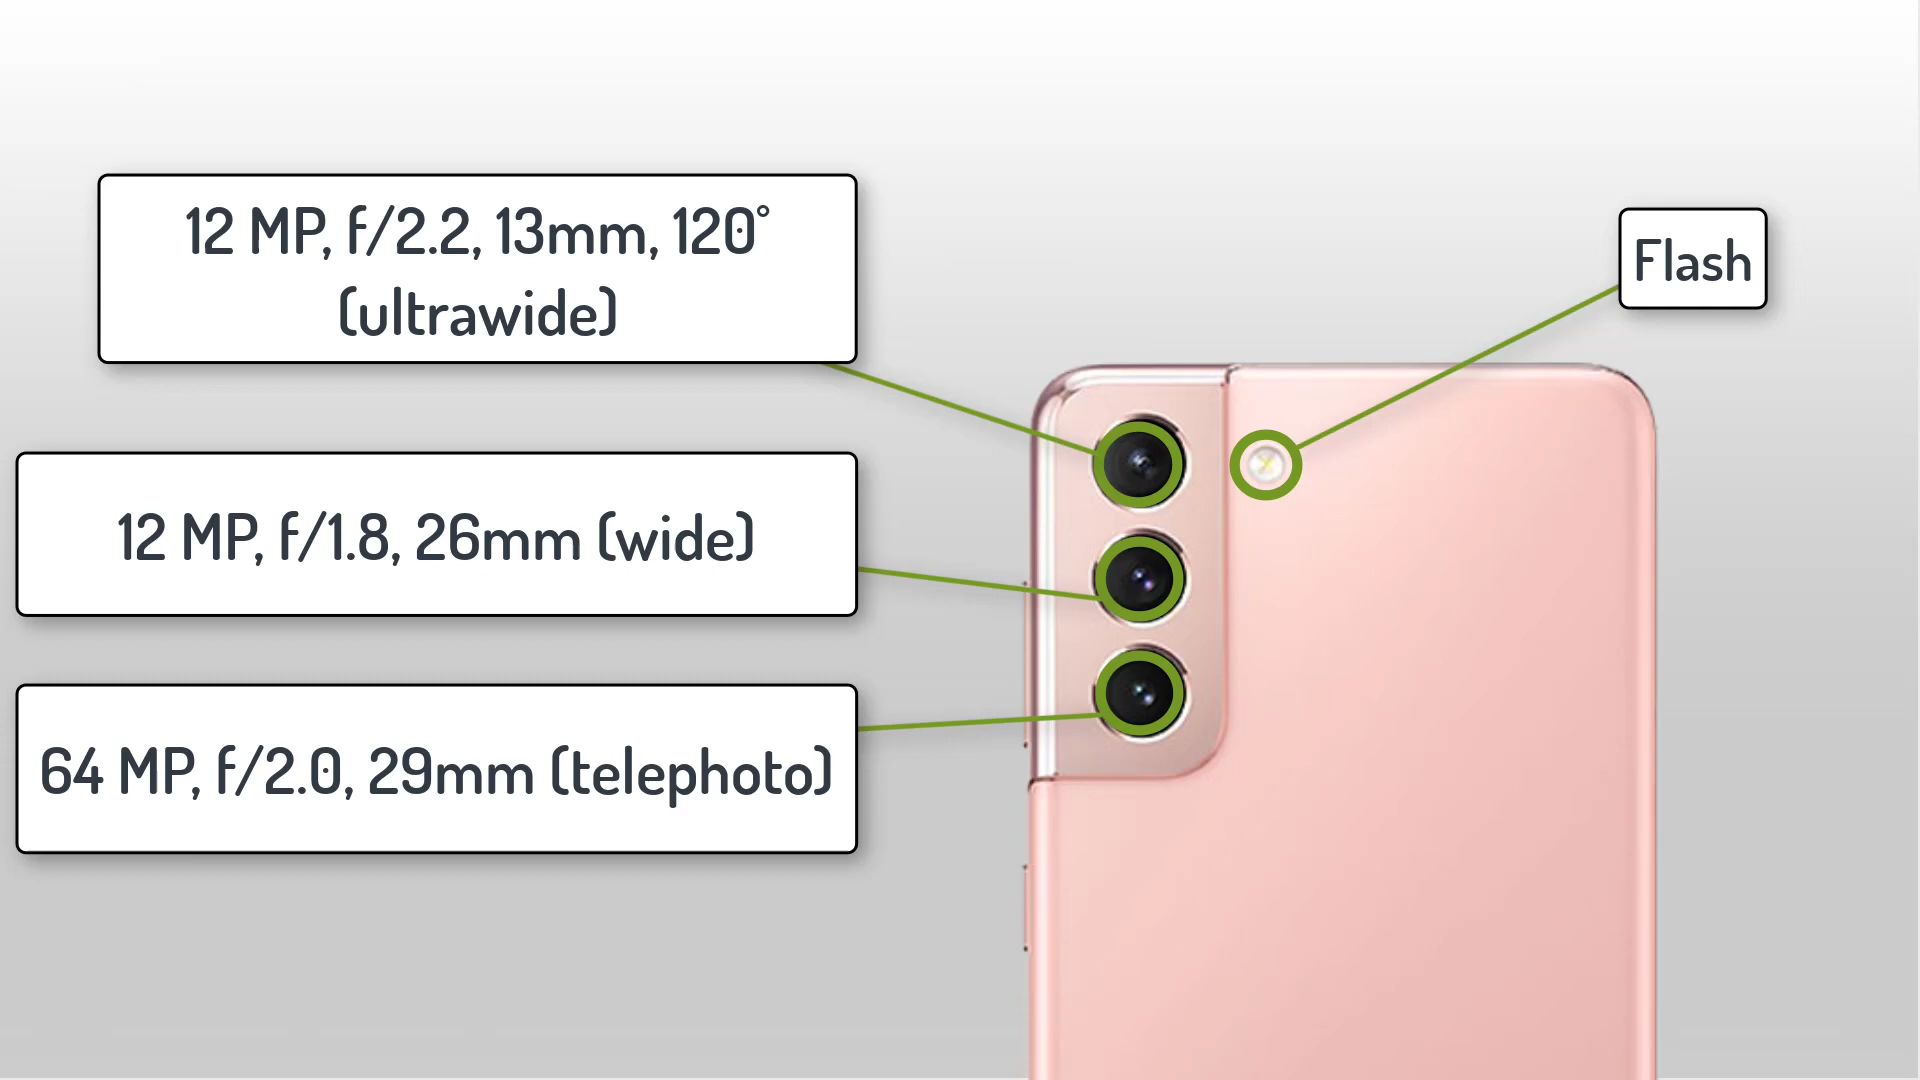 12 MP, f/2.2, 13mm, 120°
(ultrawide)
Flash
12 MP, f/1.8, 26mm (wide)
64 MP, f/2.0, 29mm (telephoto)